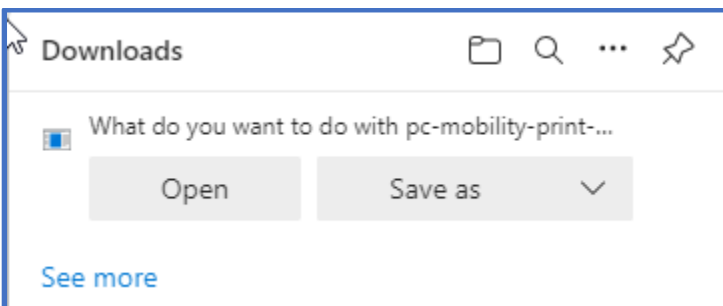 Downloads
What do you want to do with pc-mobility-print-...
Open
Save as
See more